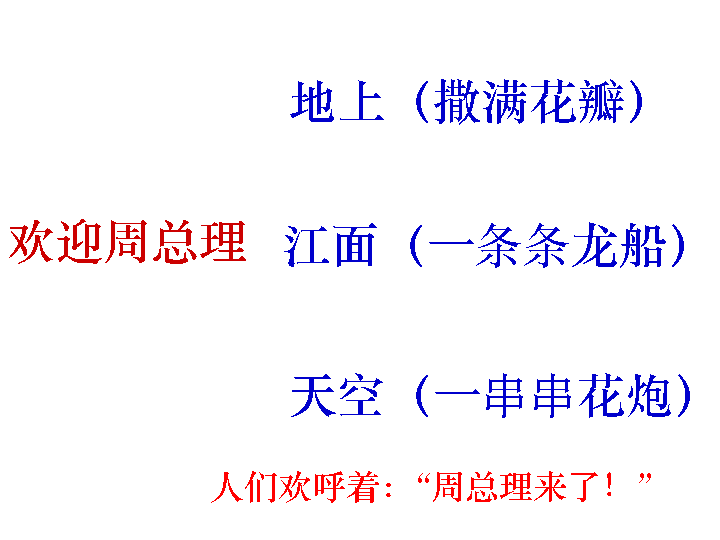 地上（撒满花瓣）
欢迎周总理
江面（一条条龙船）
天空（一串串花炮）
人们欢呼着：“周总理来了！”